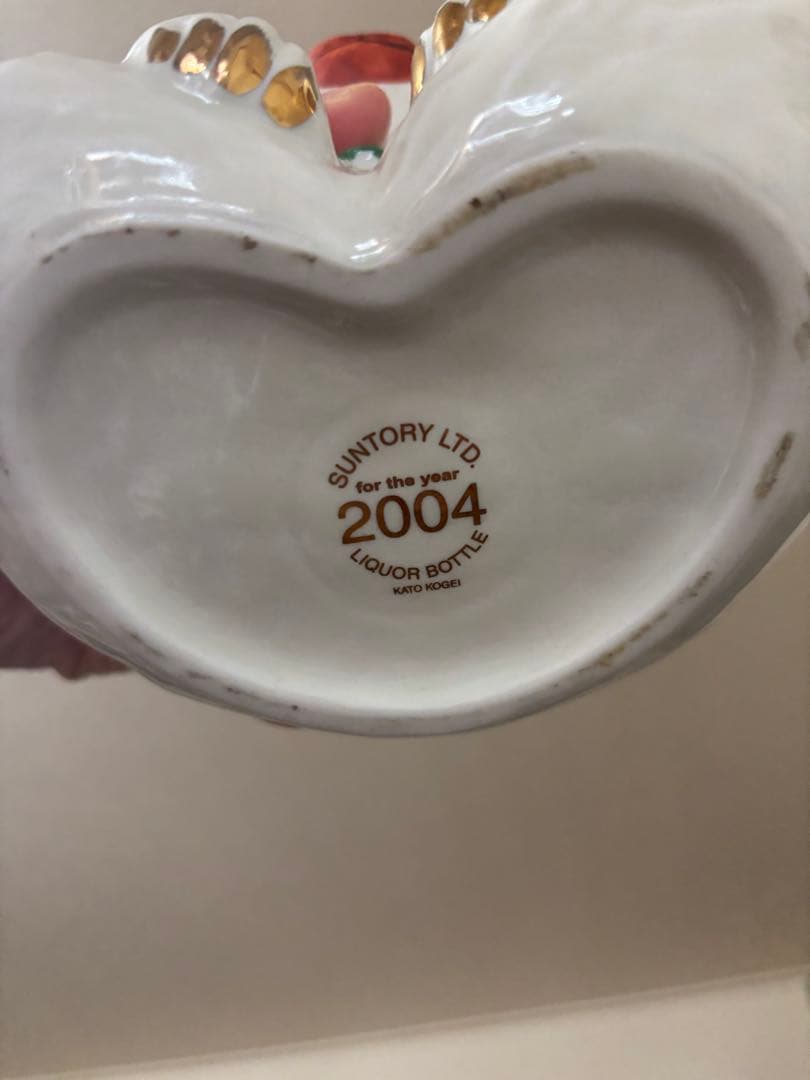 SUNTORY LTD.
for the year
2004
LIQUOR BOTTLE
KATO KOGEI